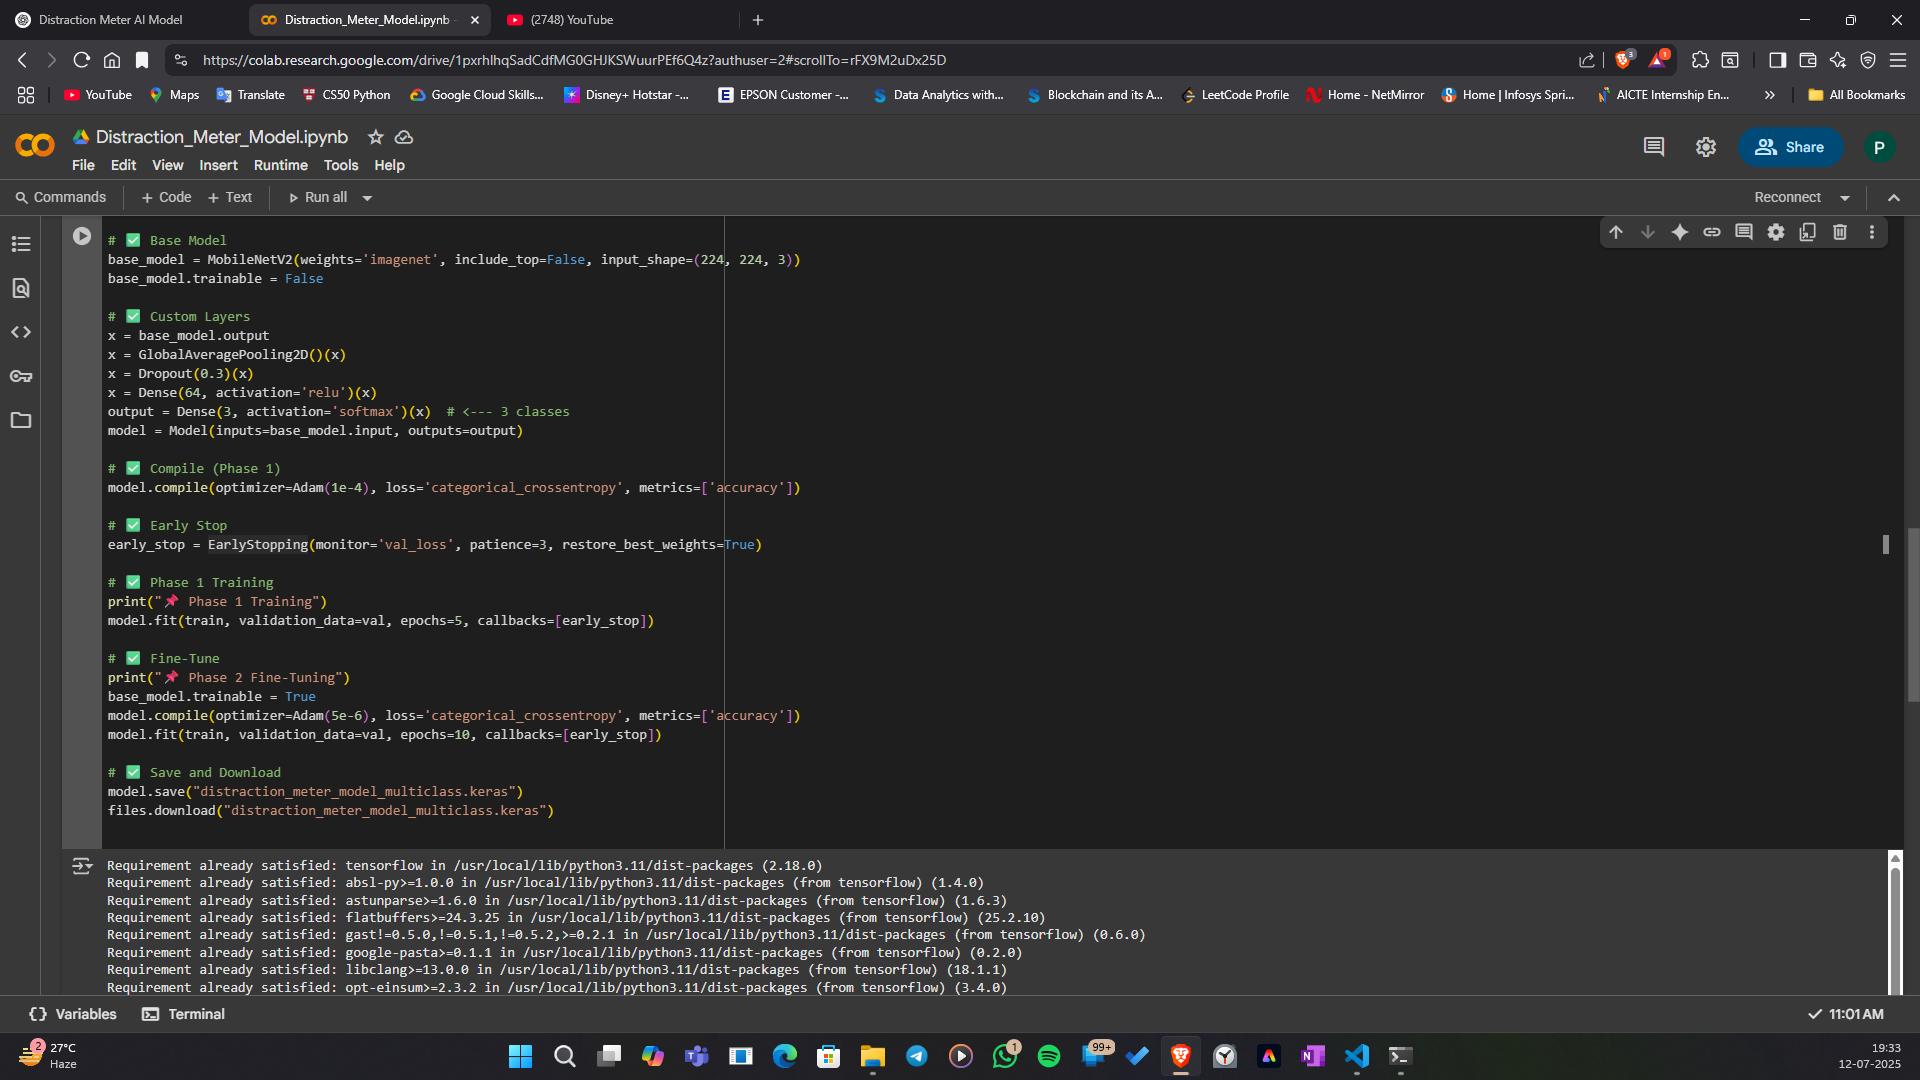 Distraction Meter AI Model
Distraction_Meter_Model.ipynb
(2748) YouTube
https://colab.research.google.com/drive/1pxrhlhqSadCdfMG0GHJKSWuurPEf6Q4z?authuser=2#scrollTo=rFX9M2uDx25D
3
1
YouTube
Maps
Translate
CS50 Python
Google Cloud Skills...
Disney+ Hotstar -...
EPSON Customer -...
Data Analytics with...
Blockchain and its A...
LeetCode Profile
Home - NetMirror
Home | Infosys Spri...
AICTE Internship En...
All Bookmarks
Distraction_Meter_Model.ipynb
Share
P
File Edit View Insert Runtime Tools Help
Commands + Code + Text Run all Reconnect
# ✅ Base Model
base_model = MobileNetV2(weights='imagenet', include_top=False, input_shape=(224, 224, 3))
base_model.trainable = False
# ✅ Custom Layers
x = base_model.output
x = GlobalAveragePooling2D()(x)
x = Dropout(0.3)(x)
x = Dense(64, activation='relu')(x)
output = Dense(3, activation='softmax')(x)  # <--- 3 classes
model = Model(inputs=base_model.input, outputs=output)
# ✅ Compile (Phase 1)
model.compile(optimizer=Adam(1e-4), loss='categorical_crossentropy', metrics=['accuracy'])
# ✅ Early Stop
early_stop = EarlyStopping(monitor='val_loss', patience=3, restore_best_weights=True)
# ✅ Phase 1 Training
print("📌 Phase 1 Training")
model.fit(train, validation_data=val, epochs=5, callbacks=[early_stop])
# ✅ Fine-Tune
print("📌 Phase 2 Fine-Tuning")
base_model.trainable = True
model.compile(optimizer=Adam(5e-6), loss='categorical_crossentropy', metrics=['accuracy'])
model.fit(train, validation_data=val, epochs=10, callbacks=[early_stop])
# ✅ Save and Download
model.save("distraction_meter_model_multiclass.keras")
files.download("distraction_meter_model_multiclass.keras")
Requirement already satisfied: tensorflow in /usr/local/lib/python3.11/dist-packages (2.18.0)
Requirement already satisfied: absl-py>=1.0.0 in /usr/local/lib/python3.11/dist-packages (from tensorflow) (1.4.0)
Requirement already satisfied: astunparse>=1.6.0 in /usr/local/lib/python3.11/dist-packages (from tensorflow) (1.6.3)
Requirement already satisfied: flatbuffers>=24.3.25 in /usr/local/lib/python3.11/dist-packages (from tensorflow) (25.2.10)
Requirement already satisfied: gast!=0.5.0,!=0.5.1,!=0.5.2,>=0.2.1 in /usr/local/lib/python3.11/dist-packages (from tensorflow) (0.6.0)
Requirement already satisfied: google-pasta>=0.1.1 in /usr/local/lib/python3.11/dist-packages (from tensorflow) (0.2.0)
Requirement already satisfied: libclang>=13.0.0 in /usr/local/lib/python3.11/dist-packages (from tensorflow) (18.1.1)
Requirement already satisfied: opt-einsum>=2.3.2 in /usr/local/lib/python3.11/dist-packages (from tensorflow) (3.4.0)
Variables Terminal 11:01 AM
2
27°C
Haze
1
99+
19:33
12-07-2025